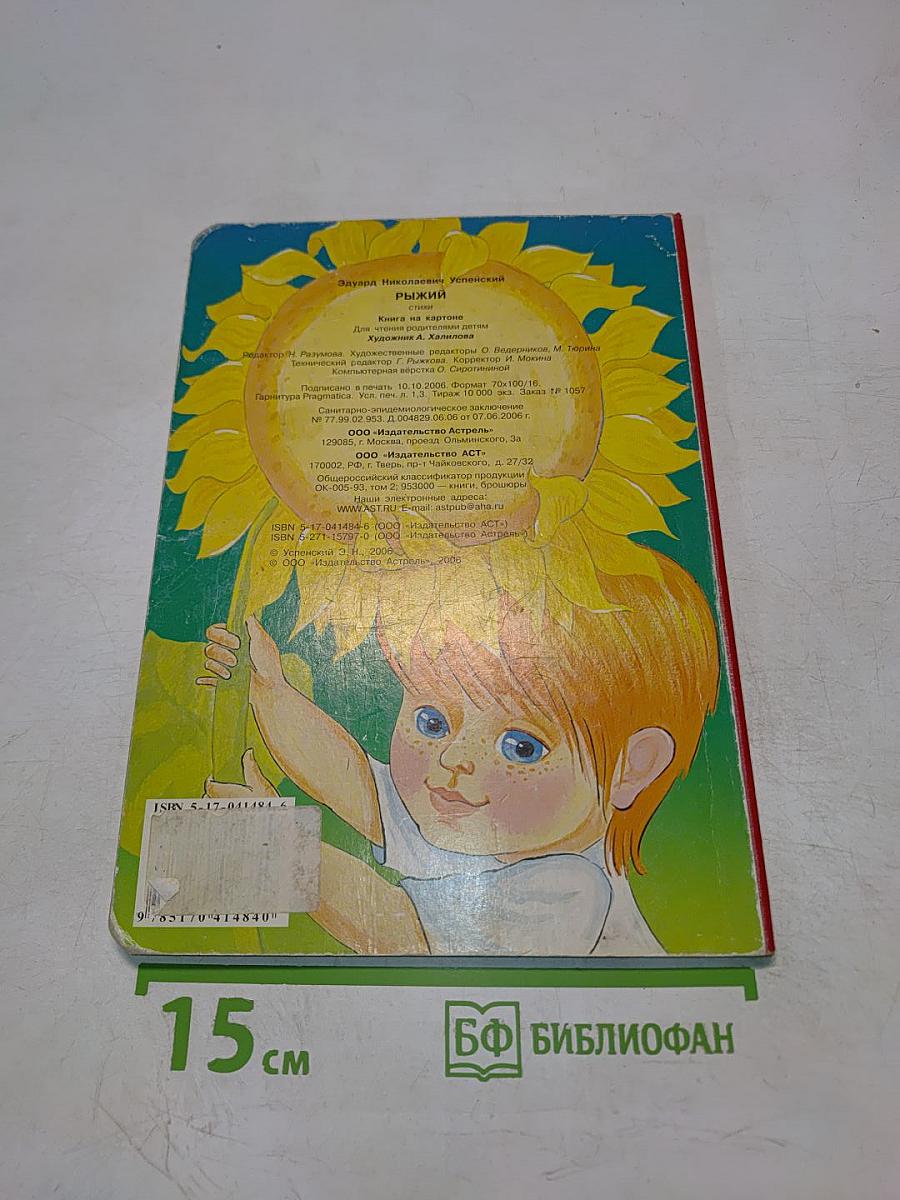 Эдуард Николаевич Успенский
РЫЖИЙ
стихи
Книга на картоне
Для чтения родителями детям
Художник А. Халилова
Редактор Н. Разумова. Художественные редакторы О. Ведерников, М. Тюрина
Технический редактор Г. Рыжкова. Корректор И. Мокина
Компьютерная вёрстка О. Сиротининой
Подписано в печать 10.10.2006. Формат 70x100/16.
Гарнитура Pragmatica. Усл. печ. л. 1,3. Тираж 10 000 экз. Заказ № 1057
Санитарно-эпидемиологическое заключение
№ 77.99.02.953.Д.004829.06.06 от 07.06.2006 г.
ООО «Издательство Астрель»
129085, г. Москва, проезд Ольминского, 3а
ООО «Издательство АСТ»
170002, РФ, г. Тверь, пр-т Чайковского, д. 27/32
Общероссийский классификатор продукции
ОК-005-93, том 2; 953000 — книги, брошюры
Наши электронные адреса:
WWW.AST.RU E-mail: astpub@aha.ru
ISBN 5-17-041484-6 (ООО «Издательство АСТ»)
ISBN 5-271-15797-0 (ООО «Издательство Астрель»)
© Успенский Э. Н., 2006
© ООО «Издательство Астрель», 2006
ISBN 5-17-041484-6
9 785170 414840
15 см
БФ БИБЛИОФАН